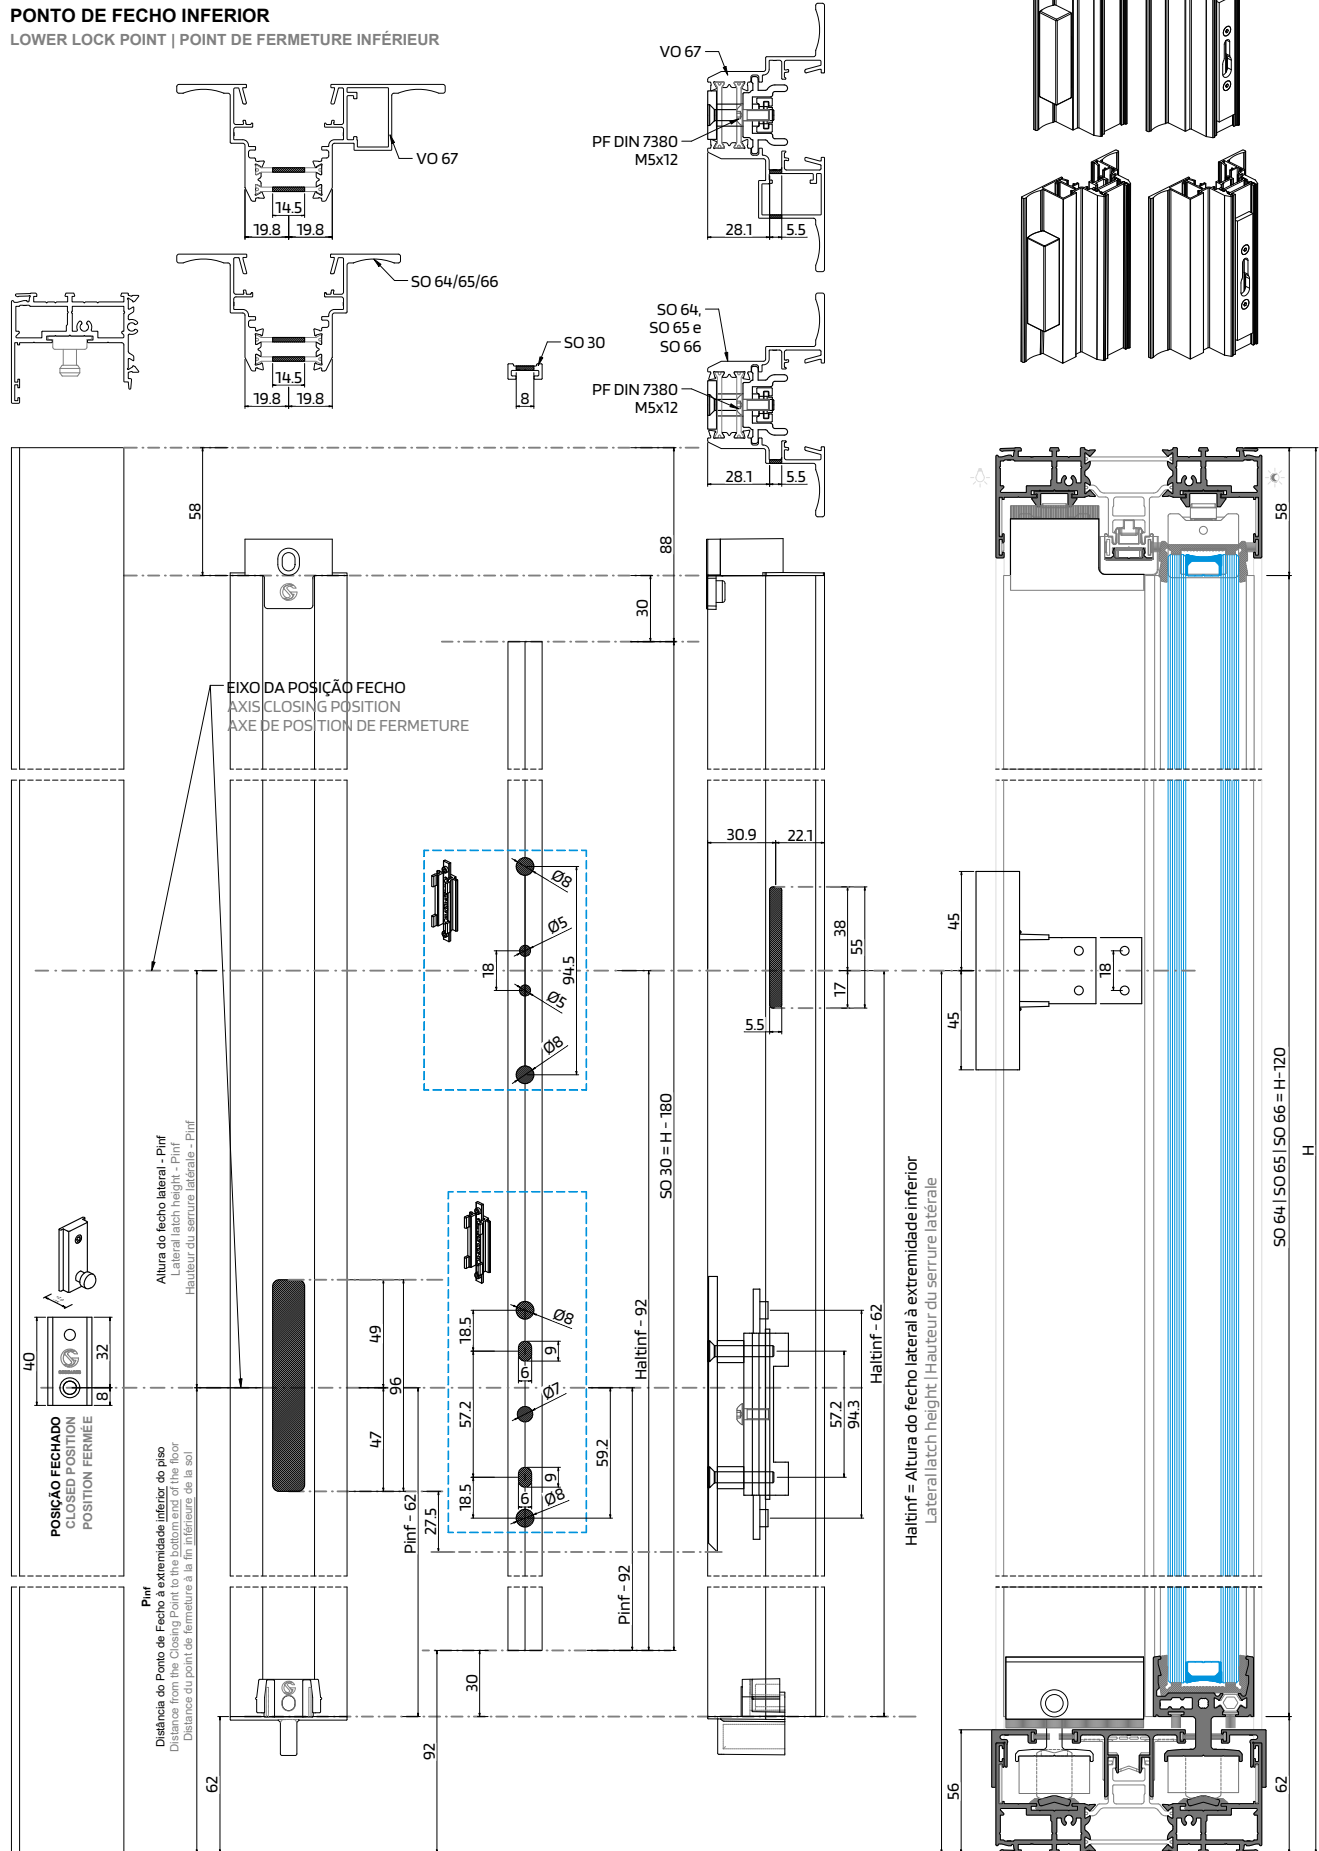 PONTO DE FECHO INFERIOR
LOWER LOCK POINT | POINT DE FERMETURE INFÉRIEUR
VO 67
14.5
19.8
19.8
SO 64/65/66
14.5
19.8
19.8
SO 30
8
VO 67
PF DIN 7380
M5x12
28.1
5.5
SO 64,
SO 65 e
SO 66
PF DIN 7380
M5x12
28.1
5.5
58
88
30
58
EIXO DA POSIÇÃO FECHO
AXIS CLOSING POSITION
AXE DE POSITION DE FERMETURE
30.9
22.1
Ø8
Ø5
18
94.5
Ø5
Ø8
38
55
17
5.5
45
18
45
Altura do fecho lateral - Pinf
Lateral latch height - Pinf
Hauteur du serrure latérale - Pinf
SO 30 = H - 180
SO 64 | SO 65 | SO 66 = H-120
H
40
32
8
POSIÇÃO FECHADO
CLOSED POSITION
POSITION FERMÉE
49
96
47
27.5
18.5
Ø8
9
6
57.2
Ø7
59.2
9
18.5
6
Ø8
Haltinf - 92
57.2
94.3
Haltinf - 62
Haltinf = Altura do fecho lateral à extremidade inferior
Lateral latch height | Hauteur du serrure latérale
Pinf - 62
Pinf - 92
Pinf
Distância do Ponto de Fecho à extremidade inferior do piso
Distance from the Closing Point to the bottom end of the floor
Distance du point de fermeture à la fin inférieure de la sol
30
62
92
56
62